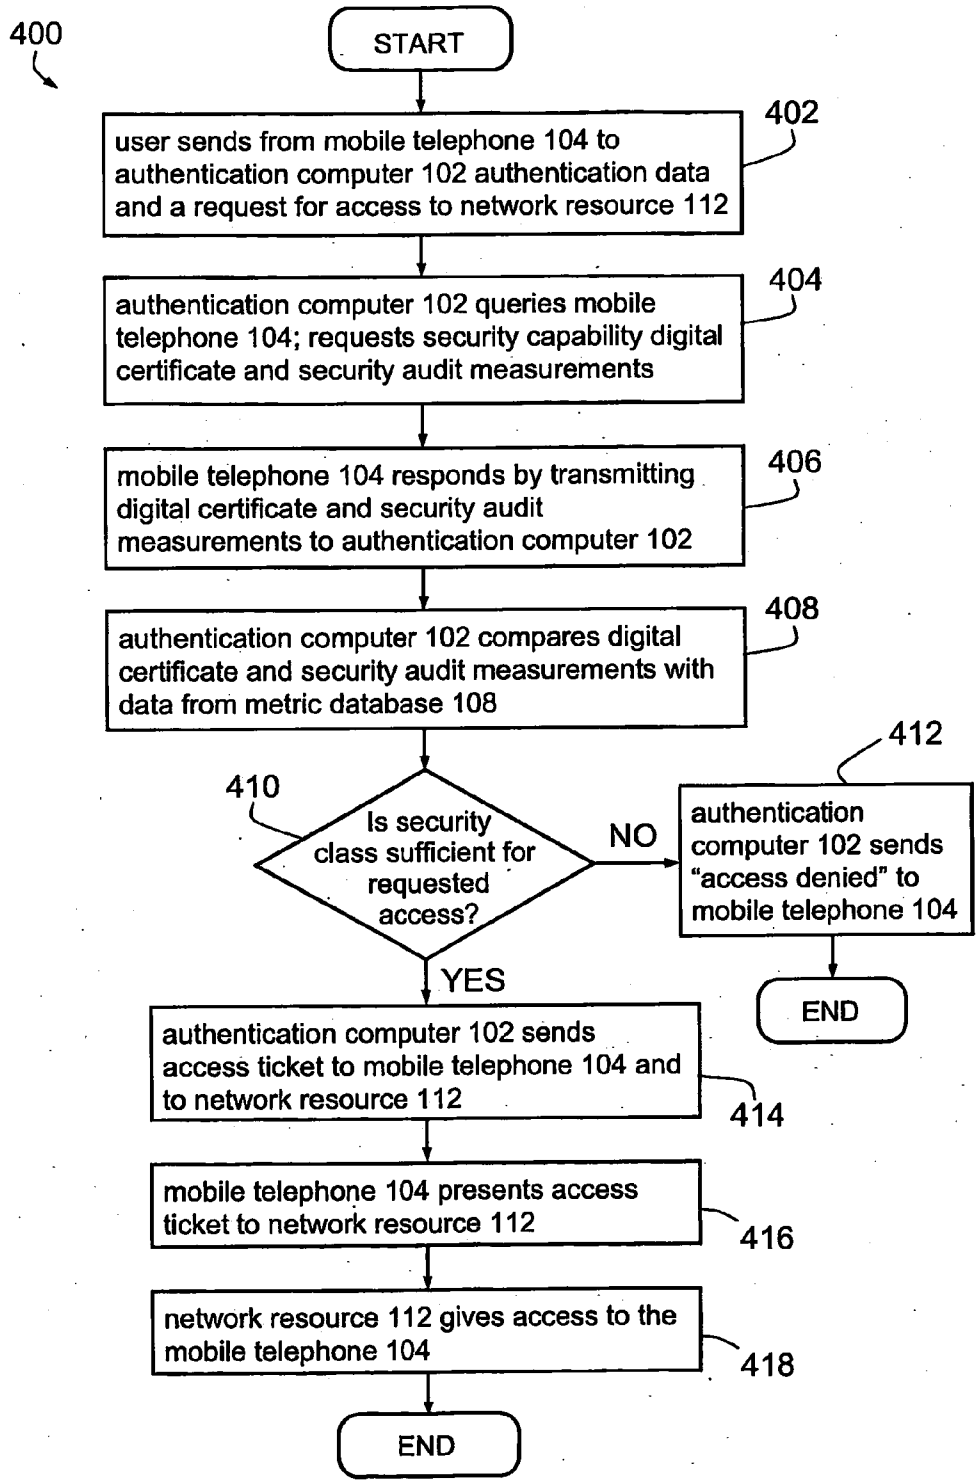 400
START
402
user sends from mobile telephone 104 to
authentication computer 102 authentication data
and a request for access to network resource 112
404
authentication computer 102 queries mobile
telephone 104; requests security capability digital
certificate and security audit measurements
406
mobile telephone 104 responds by transmitting
digital certificate and security audit
measurements to authentication computer 102
408
authentication computer 102 compares digital
certificate and security audit measurements with
data from metric database 108
410
Is security
class sufficient for
requested
access?
NO
412
authentication
computer 102 sends
“access denied” to
mobile telephone 104
END
YES
authentication computer 102 sends
access ticket to mobile telephone 104 and
to network resource 112
414
mobile telephone 104 presents access
ticket to network resource 112
416
network resource 112 gives access to the
mobile telephone 104
418
END